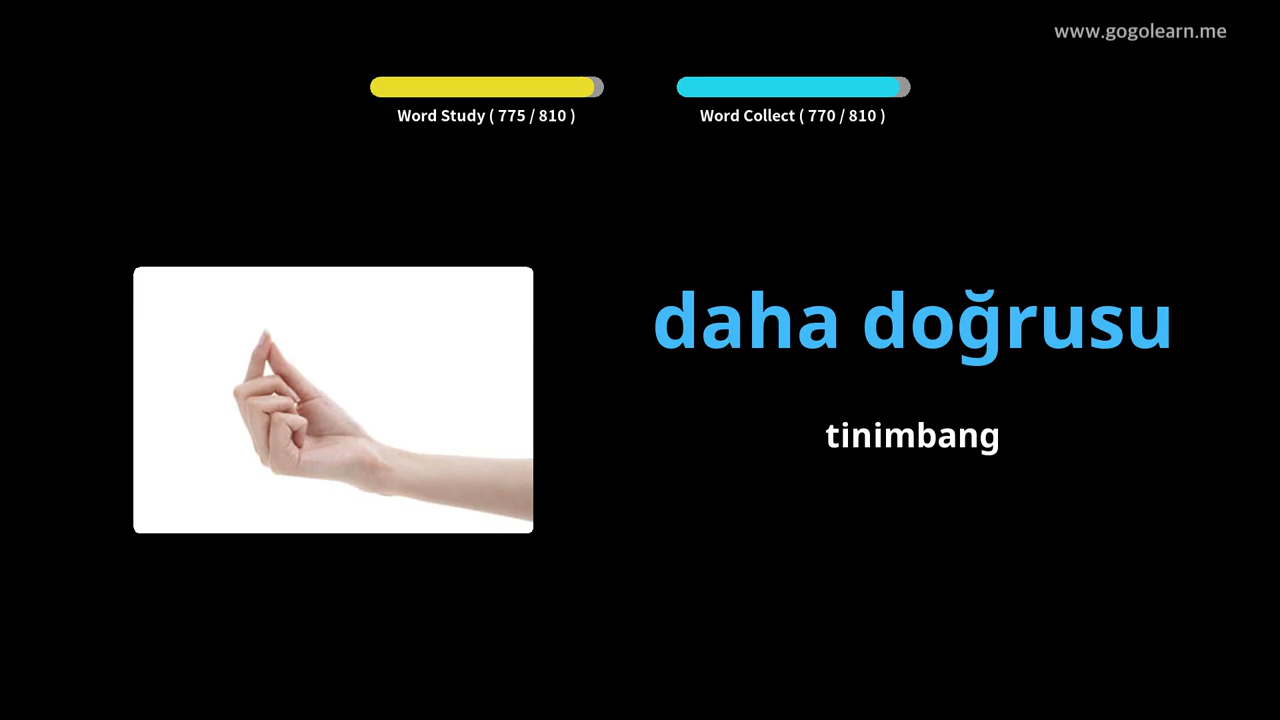 www.gogolearn.me
Word Study ( 775 / 810 )
Word Collect ( 770 / 810 )
daha doğrusu
tinimbang